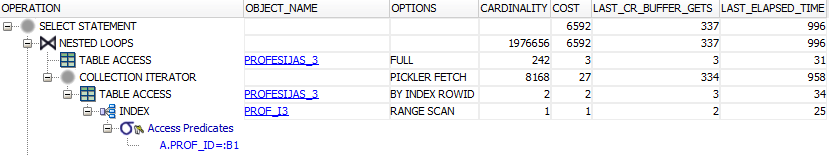 OPERATION OBJECT_NAME OPTIONS CARDINALITY COST LAST_CR_BUFFER_GETS LAST_ELAPSED_TIME
SELECT STATEMENT 6592 337 996
NESTED LOOPS 1976656 6592 337 996
TABLE ACCESS PROFESIJAS_3 FULL 242 3 3 31
COLLECTION ITERATOR PICKLER FETCH 8168 27 334 958
TABLE ACCESS PROFESIJAS_3 BY INDEX ROWID 2 2 3 34
INDEX PROF_I3 RANGE SCAN 1 1 2 25
Access Predicates
A.PROF_ID=:B1